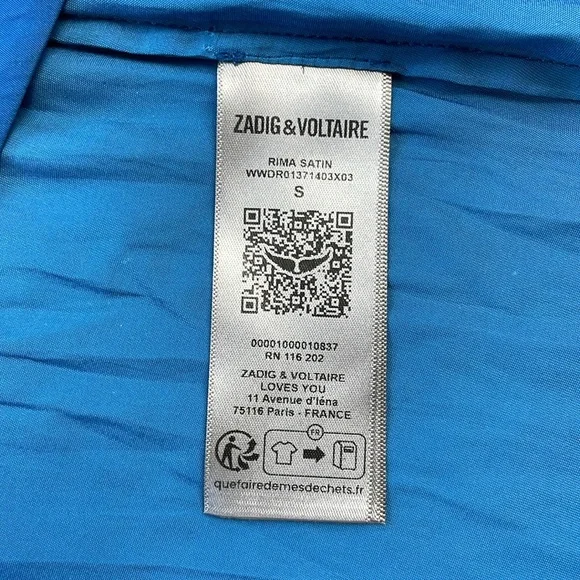 ZADIG & VOLTAIRE
RIMA SATIN
WWDR01371403X03
S
00001000010837
RN 116 202
ZADIG & VOLTAIRE
LOVES YOU
11 Avenue d'Iéna
75116 Paris - FRANCE
FR
quefairedemesdechets.fr